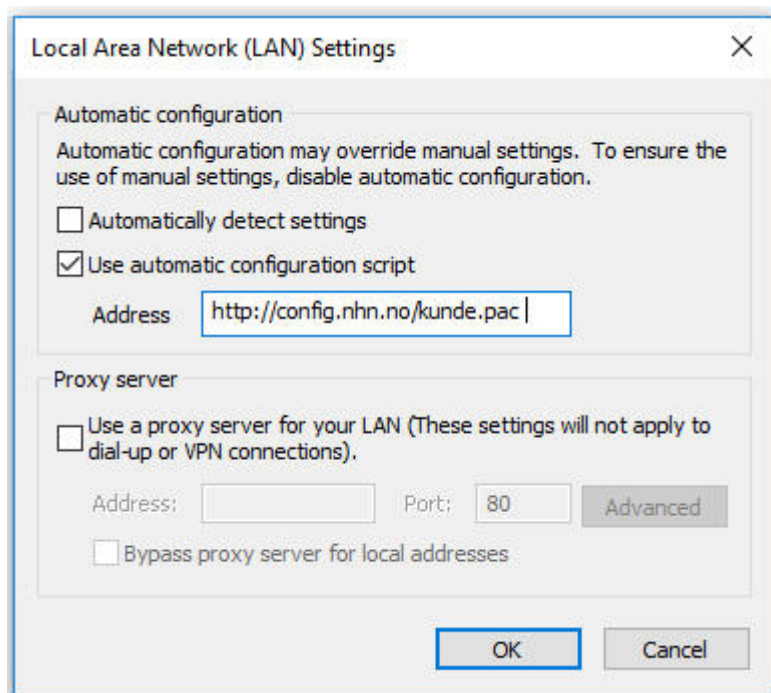 Local Area Network (LAN) Settings
Automatic configuration
Automatic configuration may override manual settings. To ensure the
use of manual settings, disable automatic configuration.
Automatically detect settings
Use automatic configuration script
Address http://config.nhn.no/kunde.pac
Proxy server
Use a proxy server for your LAN (These settings will not apply to
dial-up or VPN connections).
Address: Port: 80 Advanced
Bypass proxy server for local addresses
OK Cancel